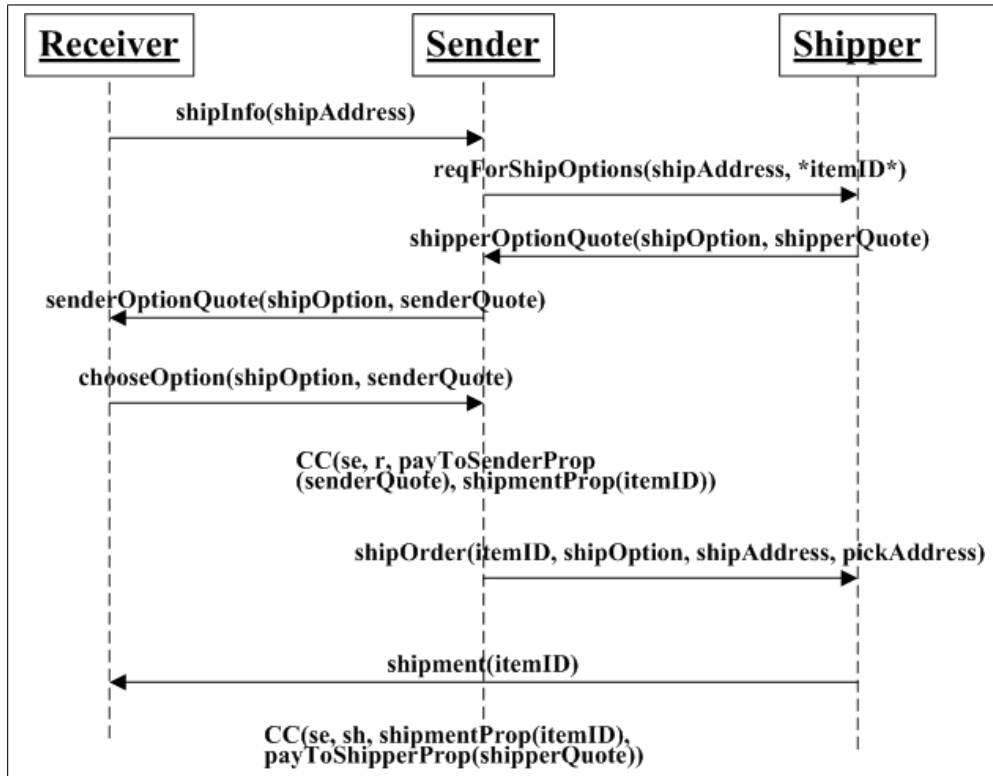 Receiver
Sender
Shipper
shipInfo(shipAddress)
reqForShipOptions(shipAddress, *itemID*)
shipperOptionQuote(shipOption, shipperQuote)
senderOptionQuote(shipOption, senderQuote)
chooseOption(shipOption, senderQuote)
CC(se, r, payToSenderProp
(senderQuote), shipmentProp(itemID))
shipOrder(itemID, shipOption, shipAddress, pickAddress)
shipment(itemID)
CC(se, sh, shipmentProp(itemID),
payToShipperProp(shipperQuote))